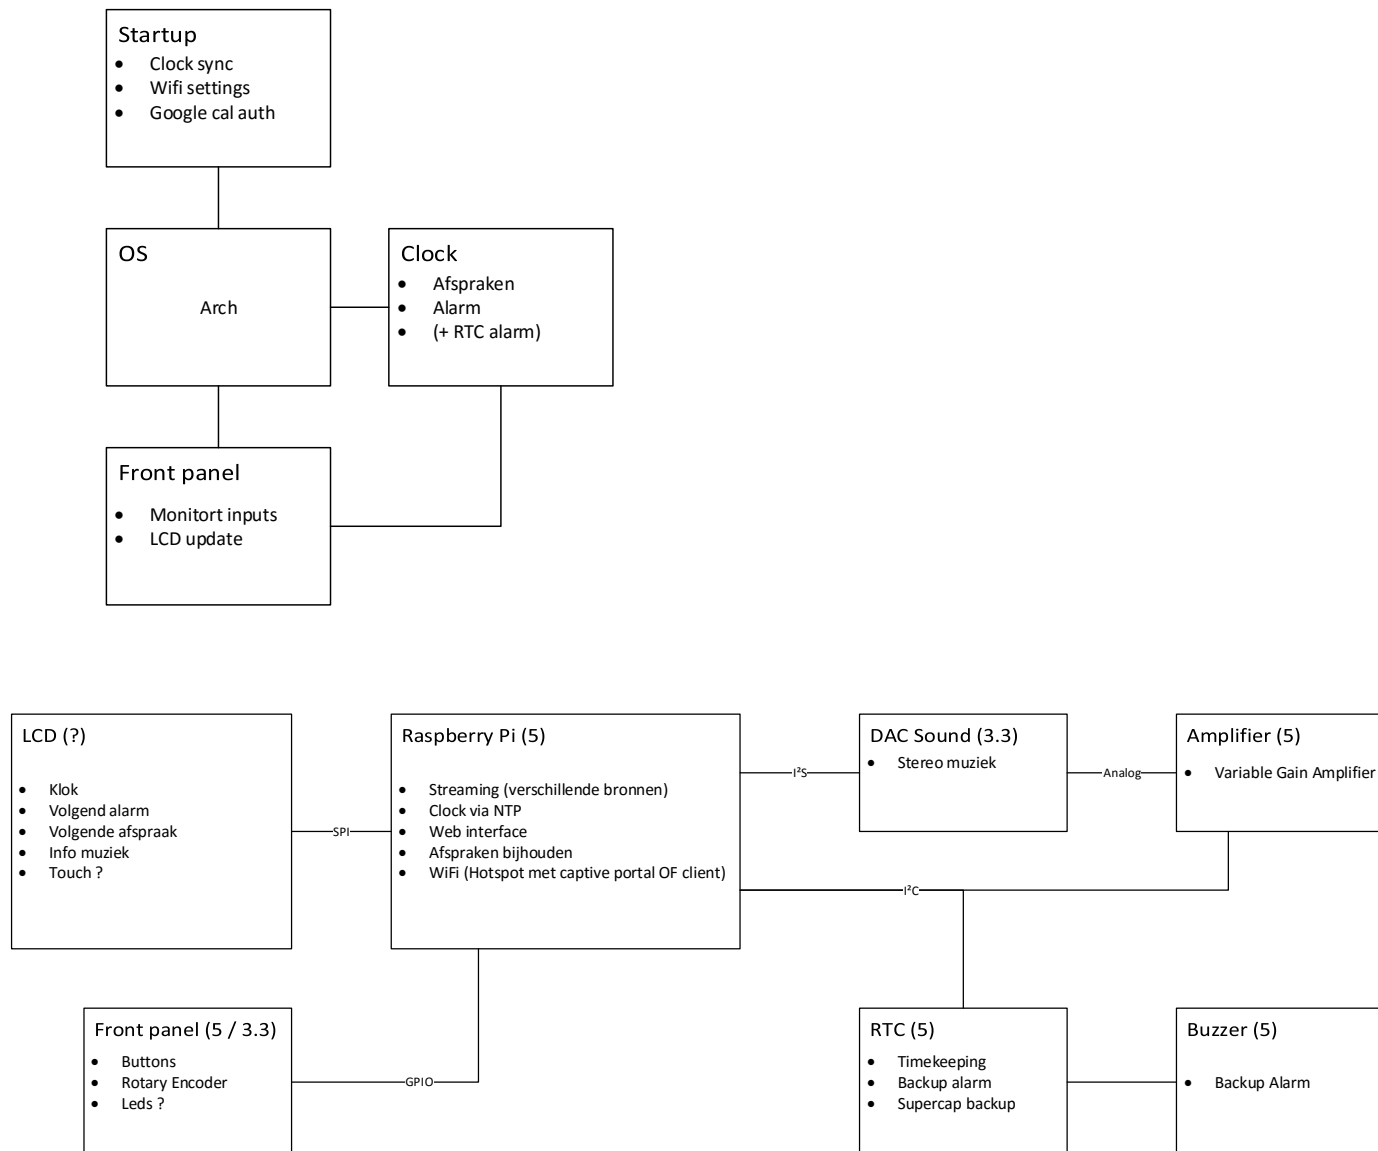 Startup
• Clock sync
• Wifi settings
• Google cal auth
OS
Arch
Clock
• Afspraken
• Alarm
• (+ RTC alarm)
Front panel
• Monitort inputs
• LCD update
LCD (?)
• Klok
• Volgend alarm
• Volgende afspraak
• Info muziek
• Touch ?
SPI
Raspberry Pi (5)
• Streaming (verschillende bronnen)
• Clock via NTP
• Web interface
• Afspraken bijhouden
• WiFi (Hotspot met captive portal OF client)
I²S
DAC Sound (3.3)
• Stereo muziek
Analog
Amplifier (5)
• Variable Gain Amplifier
I²C
Front panel (5 / 3.3)
• Buttons
• Rotary Encoder
• Leds ?
GPIO
RTC (5)
• Timekeeping
• Backup alarm
• Supercap backup
Buzzer (5)
• Backup Alarm